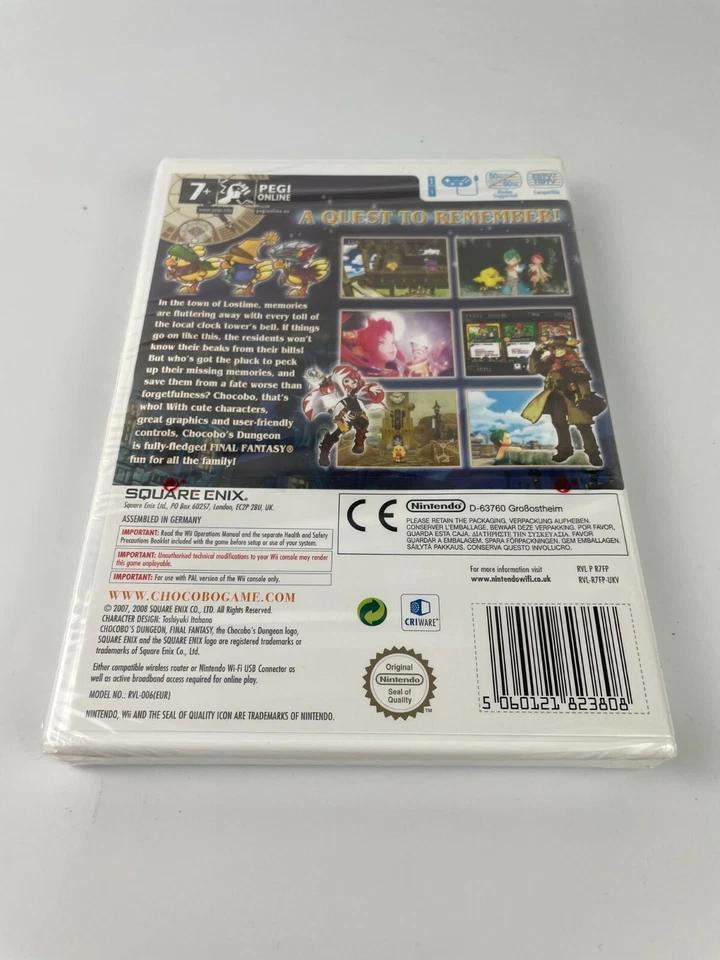 7+
PEGI
ONLINE
www.pegi.info
pegionline.eu
50Hz
60Hz
Modes
Supported
Compatible
A QUEST TO REMEMBER!
In the town of Lostime, memories
are fluttering away with every toll of
the local clock tower's bell. If things
go on like this, the residents won't
know their beaks from their bills!
But who's got the pluck to peck
up their missing memories, and
save them from a fate worse than
forgetfulness? Chocobo, that's
who! With cute characters,
great graphics and user-friendly
controls, Chocobo's Dungeon
is fully-fledged FINAL FANTASY®
fun for all the family!
SQUARE ENIX.
Square Enix Ltd., PO Box 60257, London, EC2P 2BU, UK.
ASSEMBLED IN GERMANY
IMPORTANT: Read the Wii Operations Manual and the separate Health and Safety
Precautions Booklet included with the game before setup or use of your system.
IMPORTANT: Unauthorised technical modifications to your Wii console may render
this game unplayable.
IMPORTANT: For use with PAL version of the Wii console only.
WWW.CHOCOBOGAME.COM
© 2007, 2008 SQUARE ENIX CO., LTD. All Rights Reserved.
CHARACTER DESIGN: Toshiyuki Itahana
CHOCOBO'S DUNGEON, FINAL FANTASY, the Chocobo's Dungeon logo,
SQUARE ENIX and the SQUARE ENIX logo are registered trademarks or
trademarks of Square Enix Co., Ltd.
Either compatible wireless router or Nintendo Wi-Fi USB Connector as
well as active broadband access required for online play.
MODEL NO.: RVL-006(EUR)
NINTENDO, Wii AND THE SEAL OF QUALITY ICON ARE TRADEMARKS OF NINTENDO.
CE
Nintendo D-63760 Großostheim
PLEASE RETAIN THE PACKAGING. VERPACKUNG AUFHEBEN.
CONSERVER L'EMBALLAGE. BEWAAR DEZE VERPAKKING. POR FAVOR,
GUARDA ESTA CAJA. ΔΙΑΤΗΡΗΣΤΕ ΤΗΝ ΣΥΣΚΕΥΑΣΙΑ. FAVOR
GUARDAR A EMBALAGEM. SPARA FÖRPACKNINGEN. GEM EMBALLAGEN.
SÄILYTÄ PAKKAUS. CONSERVA QUESTO INVOLUCRO.
For more information visit
www.nintendowifi.co.uk
RVL P R7FP
RVL-R7FP-UKV
CRIWARE™
Original
Nintendo
Seal of
Quality
TM
5 060121 823808